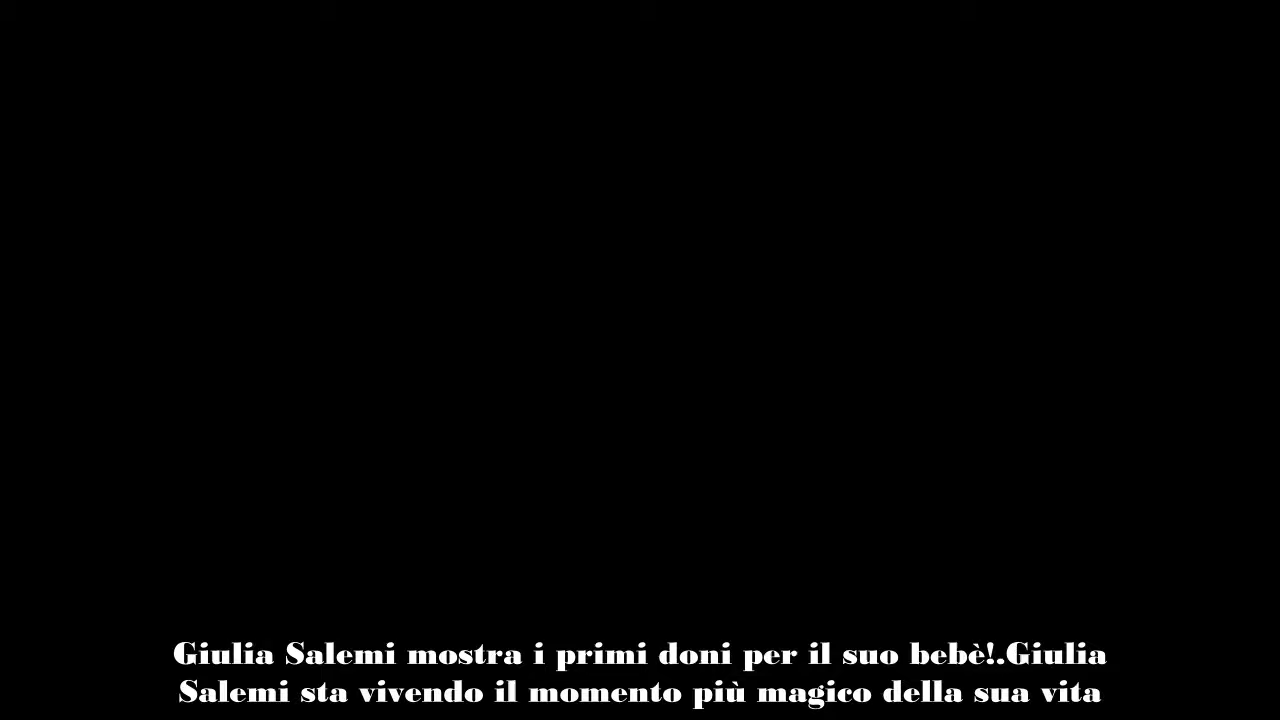 Giulia Salemi mostra i primi doni per il suo bebè!.Giulia
Salemi sta vivendo il momento più magico della sua vita